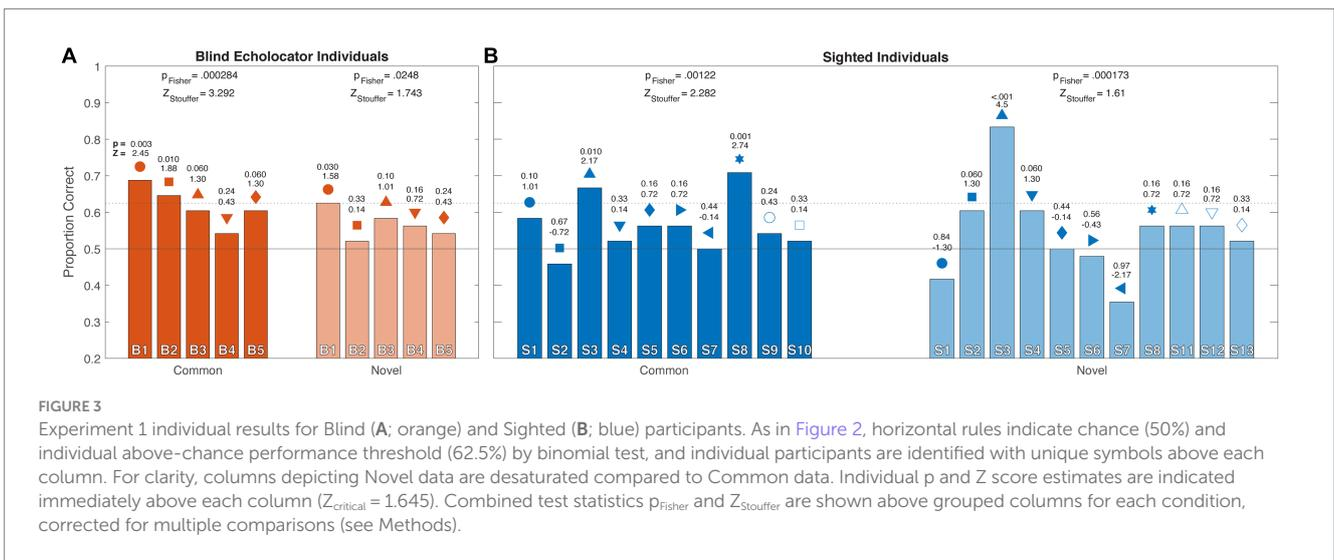 A
Blind Echolocator Individuals
p Fisher = .000284
Z Stouffer = 3.292
p Fisher = .0248
Z Stouffer = 1.743
Proportion Correct
1
0.9
0.8
0.7
0.6
0.5
0.4
0.3
0.2
p = 0.003
Z = 2.45
0.010
1.88
0.060
1.30
0.24
0.43
0.060
1.30
0.030
1.58
0.33
0.14
0.10
1.01
0.16
0.72
0.24
0.43
B1 B2 B3 B4 B5
B1 B2 B3 B4 B5
Common
Novel
B
Sighted Individuals
p Fisher = .00122
Z Stouffer = 2.282
p Fisher = .000173
Z Stouffer = 1.61
0.10
1.01
0.67
-0.72
0.010
2.17
0.33
0.14
0.16
0.72
0.16
0.72
0.44
-0.14
0.001
2.74
0.24
0.43
0.33
0.14
0.84
-1.30
0.060
1.30
<.001
4.5
0.060
1.30
0.44
-0.14
0.56
-0.43
0.97
-2.17
0.16
0.72
0.16
0.72
0.16
0.72
0.33
0.14
S1 S2 S3 S4 S5 S6 S7 S8 S9 S10
S1 S2 S3 S4 S5 S6 S7 S8 S11 S12 S13
Common
Novel
FIGURE 3
Experiment 1 individual results for Blind (A; orange) and Sighted (B; blue) participants. As in Figure 2, horizontal rules indicate chance (50%) and
individual above-chance performance threshold (62.5%) by binomial test, and individual participants are identified with unique symbols above each
column. For clarity, columns depicting Novel data are desaturated compared to Common data. Individual p and Z score estimates are indicated
immediately above each column (Zcritical = 1.645). Combined test statistics pFisher and ZStouffer are shown above grouped columns for each condition,
corrected for multiple comparisons (see Methods).